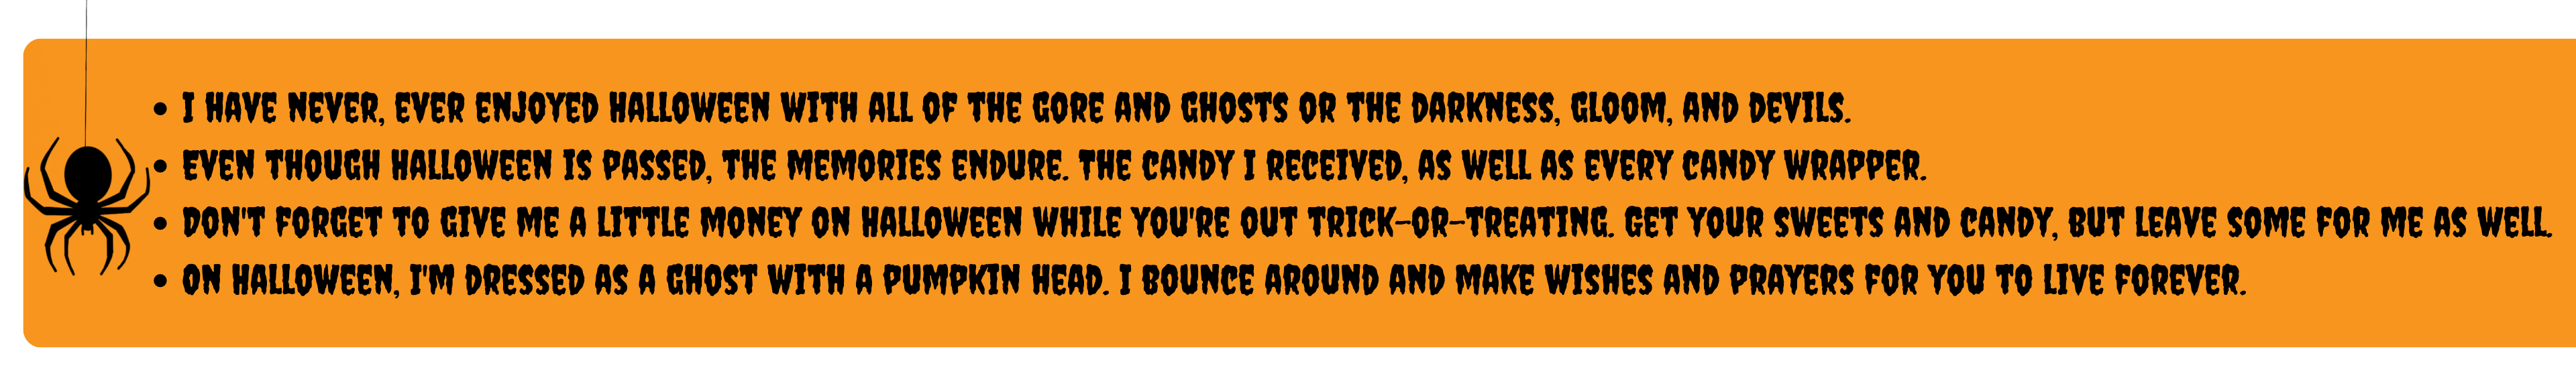 • I HAVE NEVER, EVER ENJOYED HALLOWEEN WITH ALL OF THE GORE AND GHOSTS OR THE DARKNESS, GLOOM, AND DEVILS.
• EVEN THOUGH HALLOWEEN IS PASSED, THE MEMORIES ENDURE. THE CANDY I RECEIVED, AS WELL AS EVERY CANDY WRAPPER.
• DON'T FORGET TO GIVE ME A LITTLE MONEY ON HALLOWEEN WHILE YOU'RE OUT TRICK-OR-TREATING. GET YOUR SWEETS AND CANDY, BUT LEAVE SOME FOR ME AS WELL.
• ON HALLOWEEN, I'M DRESSED AS A GHOST WITH A PUMPKIN HEAD. I BOUNCE AROUND AND MAKE WISHES AND PRAYERS FOR YOU TO LIVE FOREVER.